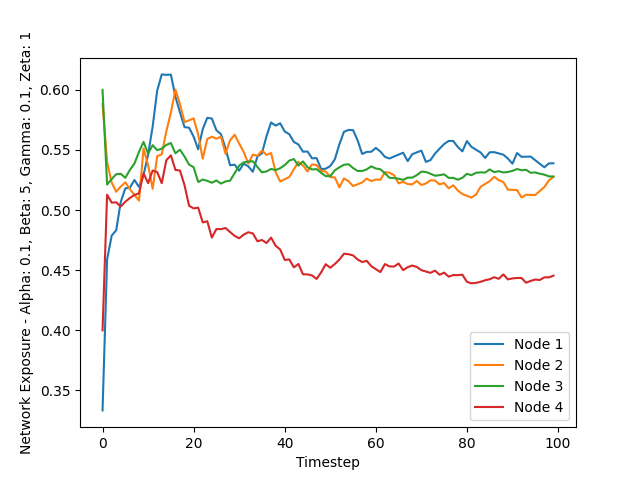 Network Exposure - Alpha: 0.1, Beta: 5, Gamma: 0.1, Zeta: 1
0.60
0.55
0.50
0.45
0.40
0.35
0 20 40 60 80 100
Timestep
Node 1
Node 2
Node 3
Node 4